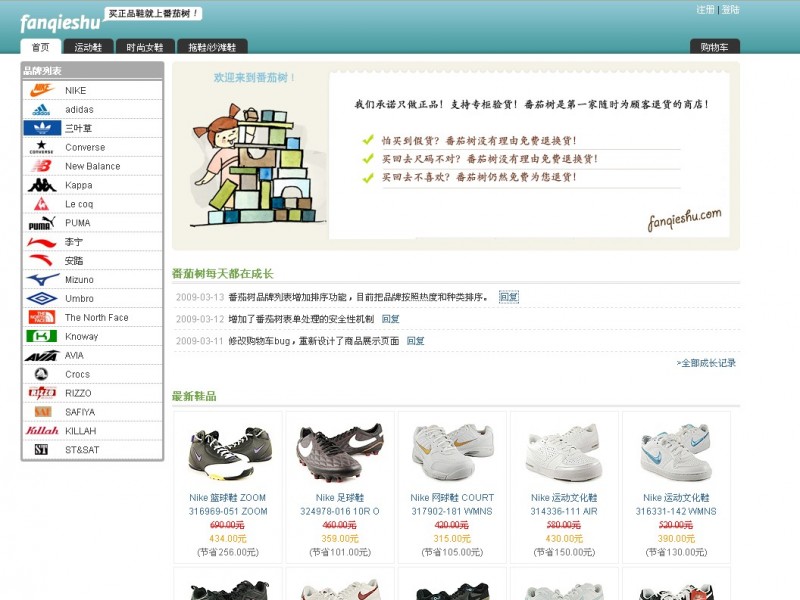 fanqieshu
买正品鞋就上番茄树！
注册 | 登陆
首页
运动鞋
时尚女鞋
拖鞋/沙滩鞋
购物车
品牌列表
NIKE
adidas
三叶草
CONVERSE
Converse
New Balance
Kappa
Le coq
PUMA
PUMA
李宁
安踏
Mizuno
Umbro
THE NORTH FACE
The North Face
Knoway
AVIA
AVIA
Crocs
RIZZO
RIZZO
SAF
SAFIYA
Killah
KILLAH
ST
ST&SAT
欢迎来到番茄树！
我们承诺只做正品！支持专柜验货！番茄树是第一家随时为顾客退货的商店！
怕买到假货？番茄树没有理由免费退换货！
买回去尺码不对？番茄树没有理由免费退换货！
买回去不喜欢？番茄树仍然免费为您退货！
fanqieshu.com
番茄树每天都在成长
2009-03-13 番茄树品牌列表增加排序功能，目前把品牌按照热度和种类排序。 回复
2009-03-12 增加了番茄树表单处理的安全性机制 回复
2009-03-11 修改购物车bug，重新设计了商品展示页面 回复
>全部成长记录
最新鞋品
Nike 篮球鞋 ZOOM
316969-051 ZOOM
690.00元
434.00元
(节省256.00元)
Nike 足球鞋
324978-016 10R O
460.00元
359.00元
(节省101.00元)
Nike 网球鞋 COURT
317902-181 WMNS
420.00元
315.00元
(节省105.00元)
Nike 运动文化鞋
314336-111 AIR
580.00元
430.00元
(节省150.00元)
Nike 运动文化鞋
316331-142 WMNS
520.00元
390.00元
(节省130.00元)